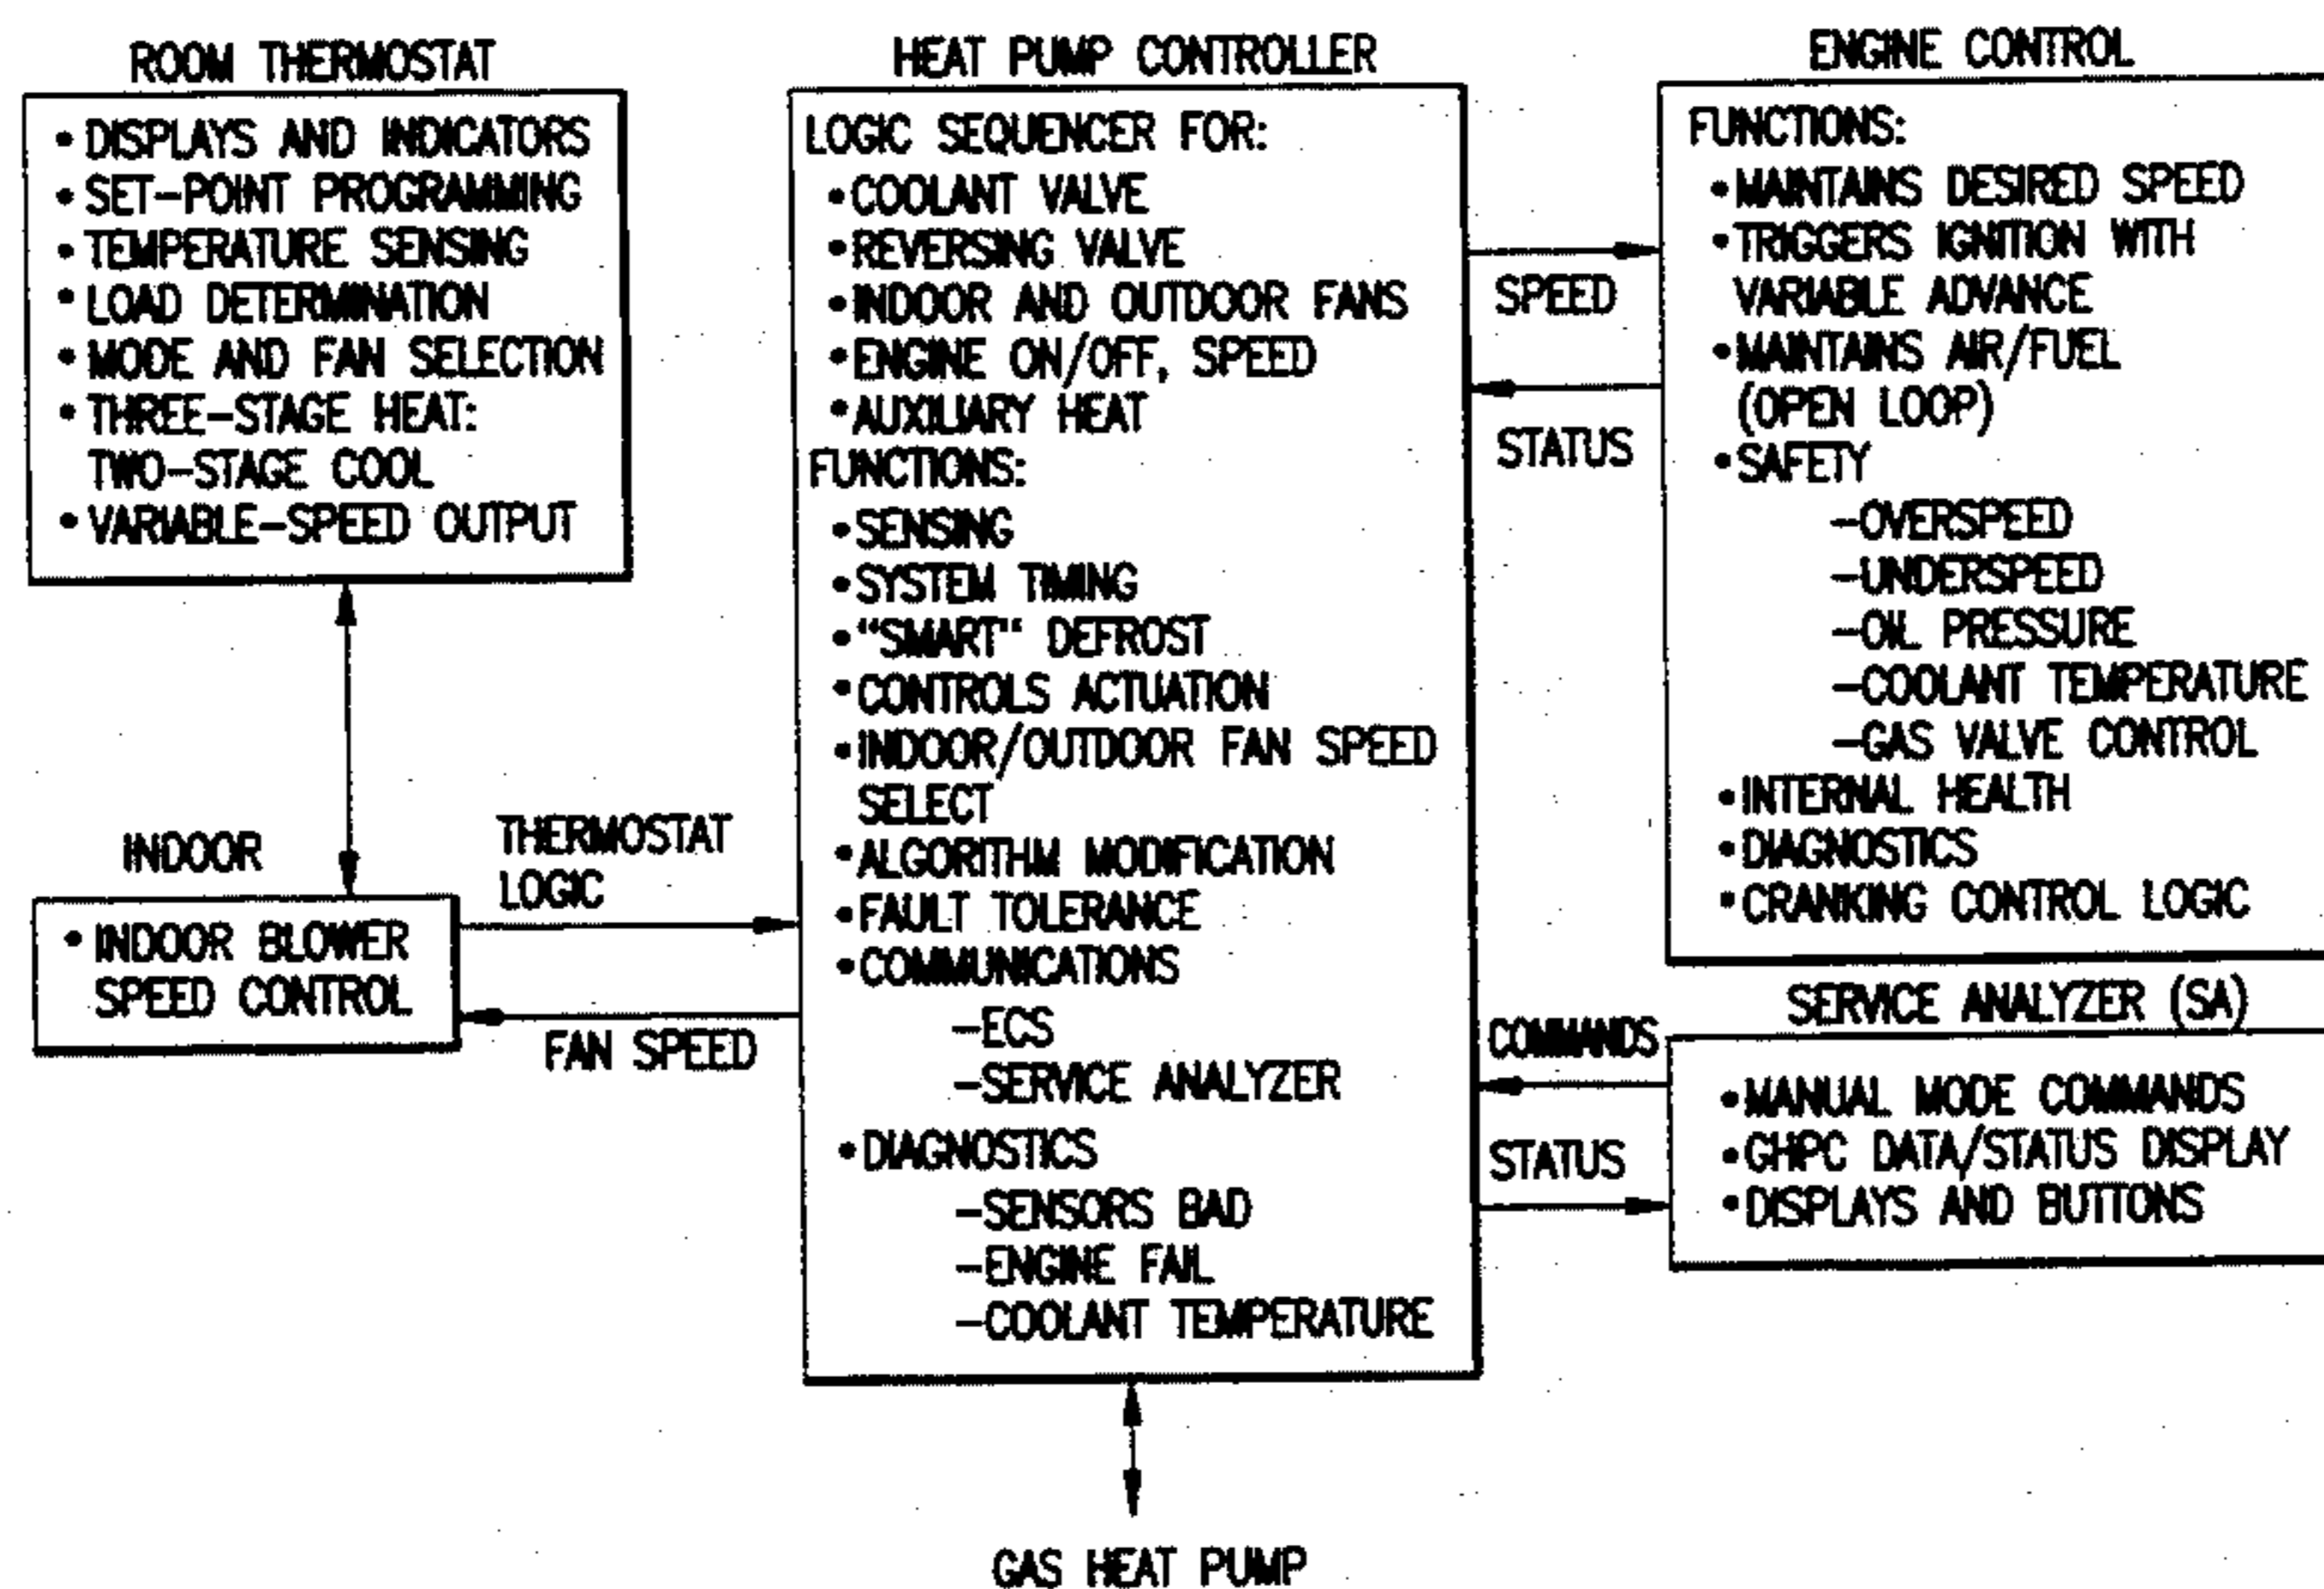 ROOM THERMOSTAT
• DISPLAYS AND INDICATORS
• SET-POINT PROGRAMMING
• TEMPERATURE SENSING
• LOAD DETERMINATION
• MODE AND FAN SELECTION
• THREE-STAGE HEAT:
TWO-STAGE COOL
• VARIABLE-SPEED OUTPUT
INDOOR
• INDOOR BLOWER
SPEED CONTROL
THERMOSTAT
LOGIC
FAN SPEED
HEAT PUMP CONTROLLER
LOGIC SEQUENCER FOR:
• COOLANT VALVE
• REVERSING VALVE
• INDOOR AND OUTDOOR FANS
• ENGINE ON/OFF, SPEED
• AUXILIARY HEAT
FUNCTIONS:
• SENSING
• SYSTEM TIMING
• "SMART" DEFROST
• CONTROLS ACTUATION
• INDOOR/OUTDOOR FAN SPEED
SELECT
• ALGORITHM MODIFICATION
• FAULT TOLERANCE
• COMMUNICATIONS
-ECS
-SERVICE ANALYZER
• DIAGNOSTICS
-SENSORS BAD
-ENGINE FAIL
-COOLANT TEMPERATURE
GAS HEAT PUMP
SPEED
STATUS
COMMANDS
STATUS
ENGINE CONTROL
FUNCTIONS:
• MAINTAINS DESIRED SPEED
• TRIGGERS IGNITION WITH
VARIABLE ADVANCE
• MAINTAINS AIR/FUEL
(OPEN LOOP)
• SAFETY
-OVERSPEED
-UNDERSPEED
-OIL PRESSURE
-COOLANT TEMPERATURE
-GAS VALVE CONTROL
• INTERNAL HEALTH
• DIAGNOSTICS
• CRANKING CONTROL LOGIC
SERVICE ANALYZER (SA)
• MANUAL MODE COMMANDS
• GHPC DATA/STATUS DISPLAY
• DISPLAYS AND BUTTONS